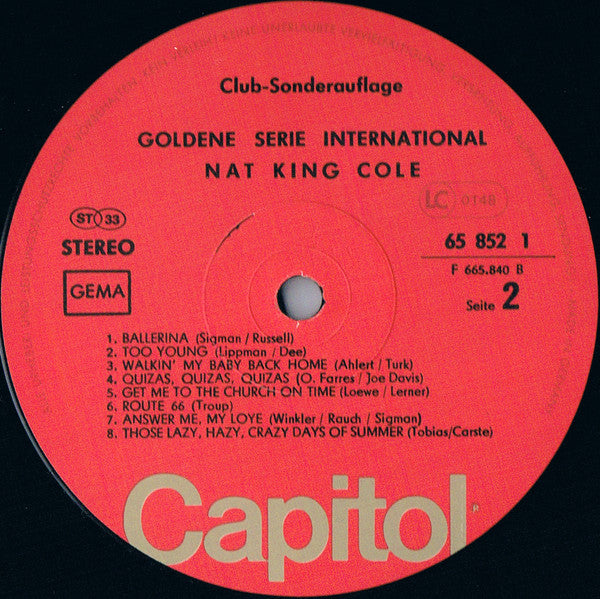 Club-Sonderauflage
GOLDENE SERIE INTERNATIONAL
NAT KING COLE
LC 0148
ST 33
STEREO
GEMA
65 852 1
F 665.840 B
Seite 2
1. BALLERINA (Sigman / Russell)
2. TOO YOUNG (Lippman / Dee)
3. WALKIN' MY BABY BACK HOME (Ahlert / Turk)
4. QUIZAS, QUIZAS, QUIZAS (O. Farres / Joe Davis)
5. GET ME TO THE CHURCH ON TIME (Loewe / Lerner)
6. ROUTE 66 (Troup)
7. ANSWER ME, MY LOVE (Winkler / Rauch / Sigman)
8. THOSE LAZY, HAZY, CRAZY DAYS OF SUMMER (Tobias/Carste)
Capitol